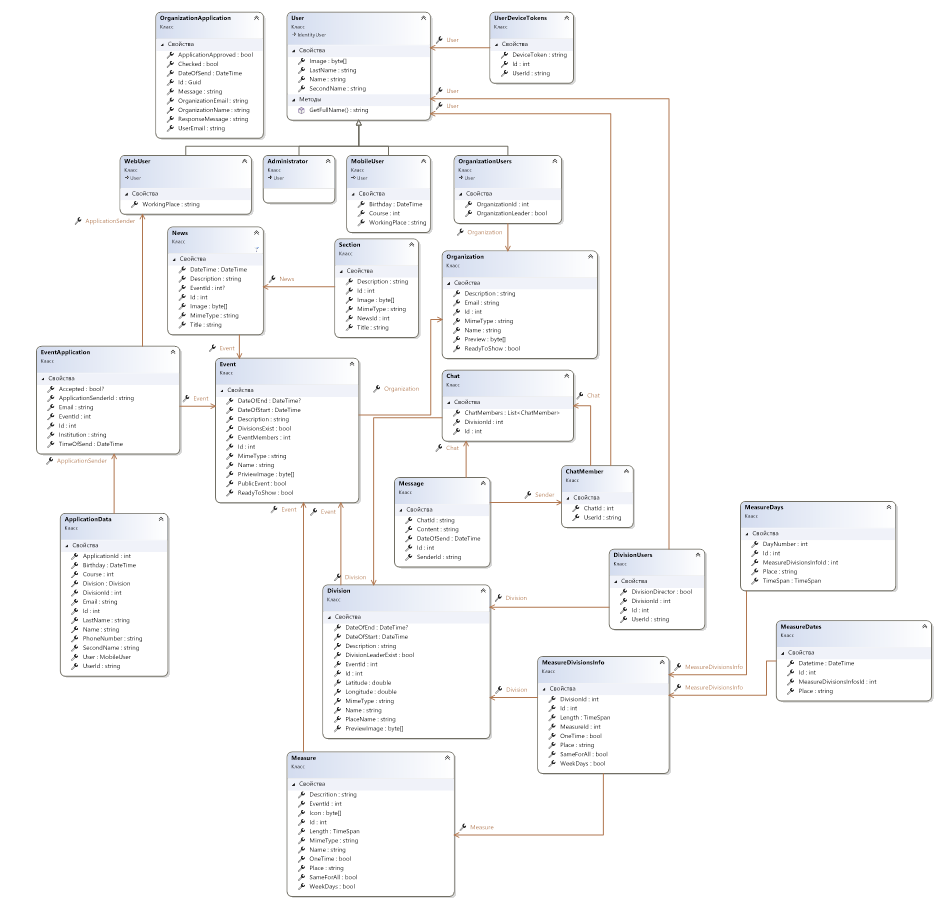 OrganizationApplication
Класс
Свойства
ApplicationApproved : bool
Checked : bool
DateOfSend : DateTime
Id : Guid
Message : string
OrganizationEmail : string
OrganizationName : string
ResponseMessage : string
UserEmail : string
User
Класс
IdentityUser
Свойства
Image : byte[]
LastName : string
Name : string
SecondName : string
Методы
GetFullName() : string
UserDeviceTokens
Класс
Свойства
DeviceToken : string
Id : int
UserId : string
User
User
User
WebUser
Класс
User
Свойства
WorkingPlace : string
Administrator
Класс
User
MobileUser
Класс
User
Свойства
Birthday : DateTime
Course : int
WorkingPlace : string
OrganizationUsers
Класс
User
Свойства
OrganizationId : int
OrganizationLeader : bool
ApplicationSender
Organization
News
Класс
Свойства
DateTime : DateTime
Description : string
EventId : int?
Id : int
Image : byte[]
MimeType : string
Title : string
News
Section
Класс
Свойства
Description : string
Id : int
Image : byte[]
MimeType : string
NewsId : int
Title : string
Organization
Класс
Свойства
Description : string
Email : string
Id : int
MimeType : string
Name : string
Preview : byte[]
ReadyToShow : bool
Event
EventApplication
Класс
Свойства
Accepted : bool?
ApplicationSenderId : string
Email : string
EventId : int
Id : int
Institution : string
TimeOfSend : DateTime
Event
Event
Класс
Свойства
DateOfEnd : DateTime?
DateOfStart : DateTime
Description : string
DivisionsExist : bool
EventMembers : int
Id : int
MimeType : string
Name : string
PriviewImage : byte[]
PublicEvent : bool
ReadyToShow : bool
Organization
Chat
Класс
Свойства
ChatMembers : List<ChatMember>
DivisionId : int
Id : int
Chat
Chat
ApplicationSender
ChatMember
Класс
Свойства
ChatId : int
UserId : string
Message
Класс
Свойства
ChatId : string
Content : string
DateOfSend : DateTime
Id : int
SenderId : string
Sender
Event
Event
ApplicationData
Класс
Свойства
ApplicationId : int
Birthday : DateTime
Course : int
Division : Division
DivisionId : int
Email : string
Id : int
LastName : string
Name : string
PhoneNumber : string
SecondName : string
User : MobileUser
UserId : string
MeasureDays
Класс
Свойства
DayNumber : int
Id : int
MeasureDivisionsInfoId : int
Place : string
TimeSpan : TimeSpan
DivisionUsers
Класс
Свойства
DivisionDirector : bool
DivisionId : int
Id : int
UserId : string
Division
Division
Division
Класс
Свойства
DateOfEnd : DateTime?
DateOfStart : DateTime
Description : string
DivisionLeaderExist : bool
EventId : int
Id : int
Latitude : double
Longitude : double
MimeType : string
Name : string
PlaceName : string
PreviewImage : byte[]
MeasureDates
Класс
Свойства
Datetime : DateTime
Id : int
MeasureDivisionsInfosId : int
Place : string
MeasureDivisionsInfo
MeasureDivisionsInfo
MeasureDivisionsInfo
Класс
Свойства
DivisionId : int
Id : int
Length : TimeSpan
MeasureId : int
OneTime : bool
Place : string
SameForAll : bool
WeekDays : bool
Division
Measure
Класс
Свойства
Descrition : string
EventId : int
Icon : byte[]
Id : int
Length : TimeSpan
MimeType : string
Name : string
OneTime : bool
Place : string
SameForAll : bool
WeekDays : bool
Measure